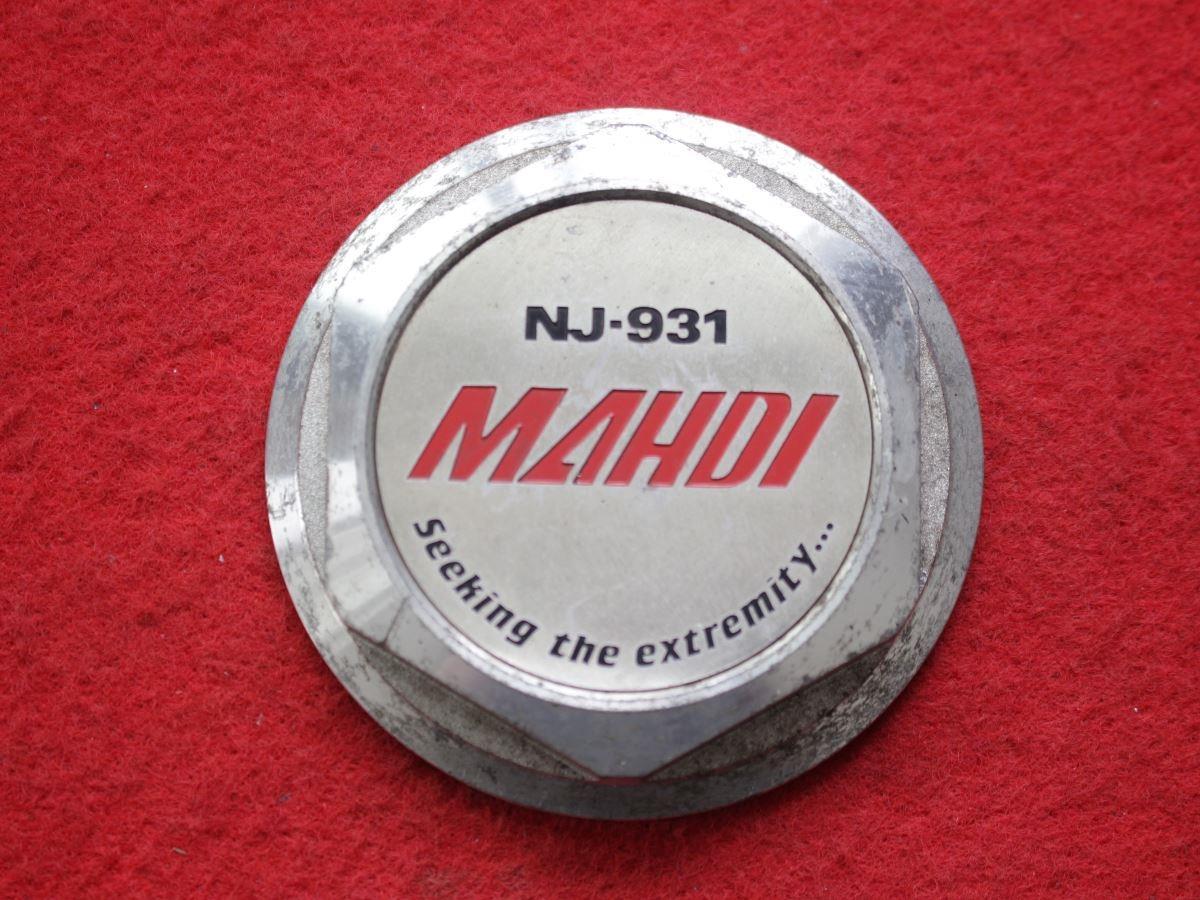 NJ-931
MAHDI
Seeking the extremity...